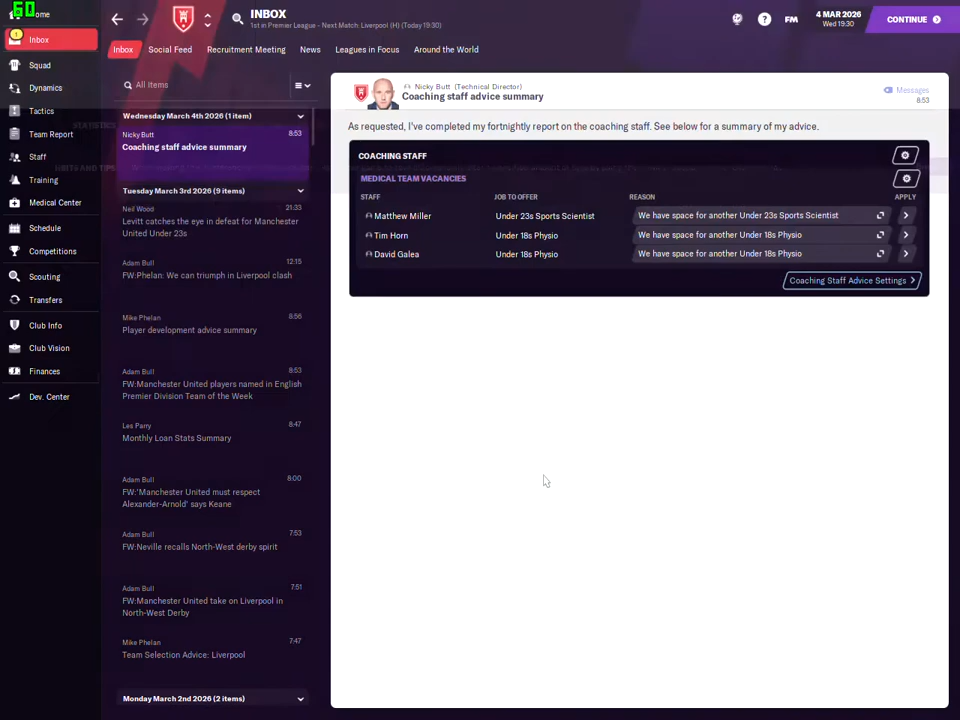 60
ome
1
Inbox
Squad
Dynamics
Tactics
Team Report
Staff
Training
Medical Center
Schedule
Competitions
Scouting
Transfers
Club Info
Club Vision
Finances
Dev. Center
INBOX
1st in Premier League - Next Match: Liverpool (H) (Today 19:30)
FM
4 MAR 2026
Wed 19:30
CONTINUE
Inbox
Social Feed
Recruitment Meeting
News
Leagues in Focus
Around the World
All Items
Wednesday March 4th 2026 (1 item)
Nicky Butt
8:53
Coaching staff advice summary
Tuesday March 3rd 2026 (9 items)
Neil Wood
21:33
Levitt catches the eye in defeat for Manchester
United Under 23s
Adam Bull
12:15
FW:Phelan: We can triumph in Liverpool clash
Mike Phelan
8:56
Player development advice summary
Adam Bull
8:53
FW:Manchester United players named in English
Premier Division Team of the Week
Les Parry
8:47
Monthly Loan Stats Summary
Adam Bull
8:00
FW:'Manchester United must respect
Alexander-Arnold' says Keane
Adam Bull
7:53
FW:Neville recalls North-West derby spirit
Adam Bull
7:51
FW:Manchester United take on Liverpool in
North-West Derby
Mike Phelan
7:47
Team Selection Advice: Liverpool
Monday March 2nd 2026 (2 items)
Nicky Butt (Technical Director)
Coaching staff advice summary
Messages
8:53
As requested, I've completed my fortnightly report on the coaching staff. See below for a summary of my advice.
COACHING STAFF
MEDICAL TEAM VACANCIES
STAFF JOB TO OFFER REASON APPLY
Matthew Miller Under 23s Sports Scientist We have space for another Under 23s Sports Scientist
Tim Horn Under 18s Physio We have space for another Under 18s Physio
David Galea Under 18s Physio We have space for another Under 18s Physio
Coaching Staff Advice Settings